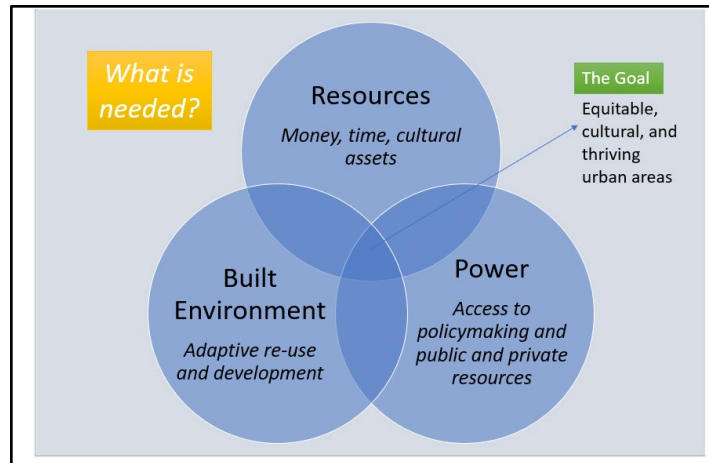 What is
needed?
Resources
Money, time, cultural
assets
The Goal
Equitable,
cultural, and
thriving
urban areas
Built
Environment
Adaptive re-use
and development
Power
Access to
policymaking and
public and private
resources